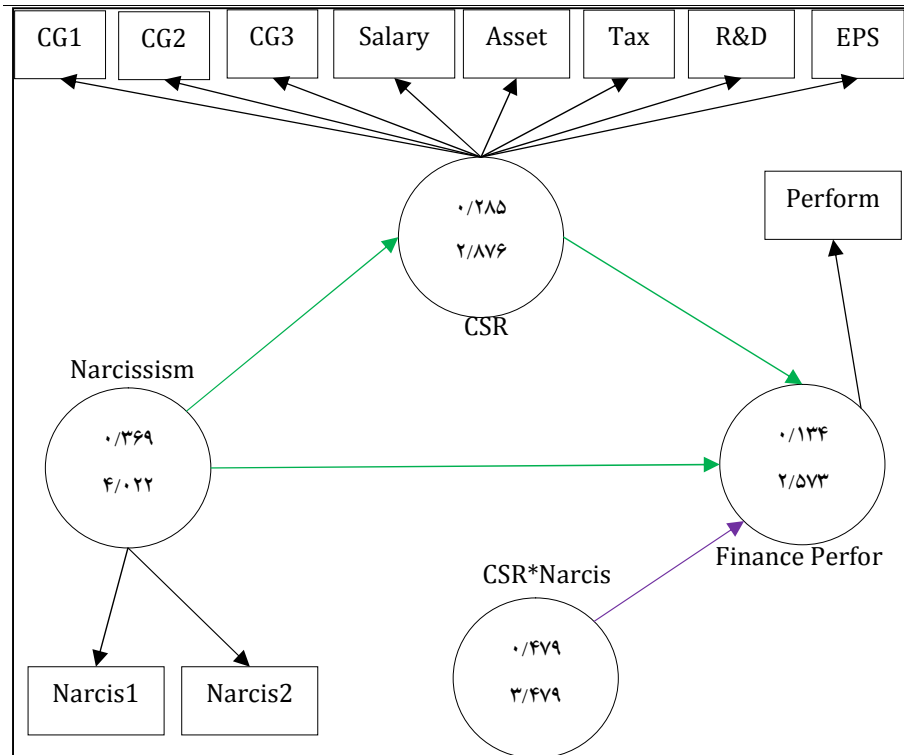 CG1
CG2
CG3
Salary
Asset
Tax
R&D
EPS
Perform
۰/۲۸۵
۲/۸۷۶
CSR
Narcissism
۰/۳۶۹
۴/۰۲۲
۰/۱۳۴
۲/۵۷۳
Finance Perfor
CSR*Narcis
۰/۴۷۹
۳/۴۷۹
Narcis1
Narcis2